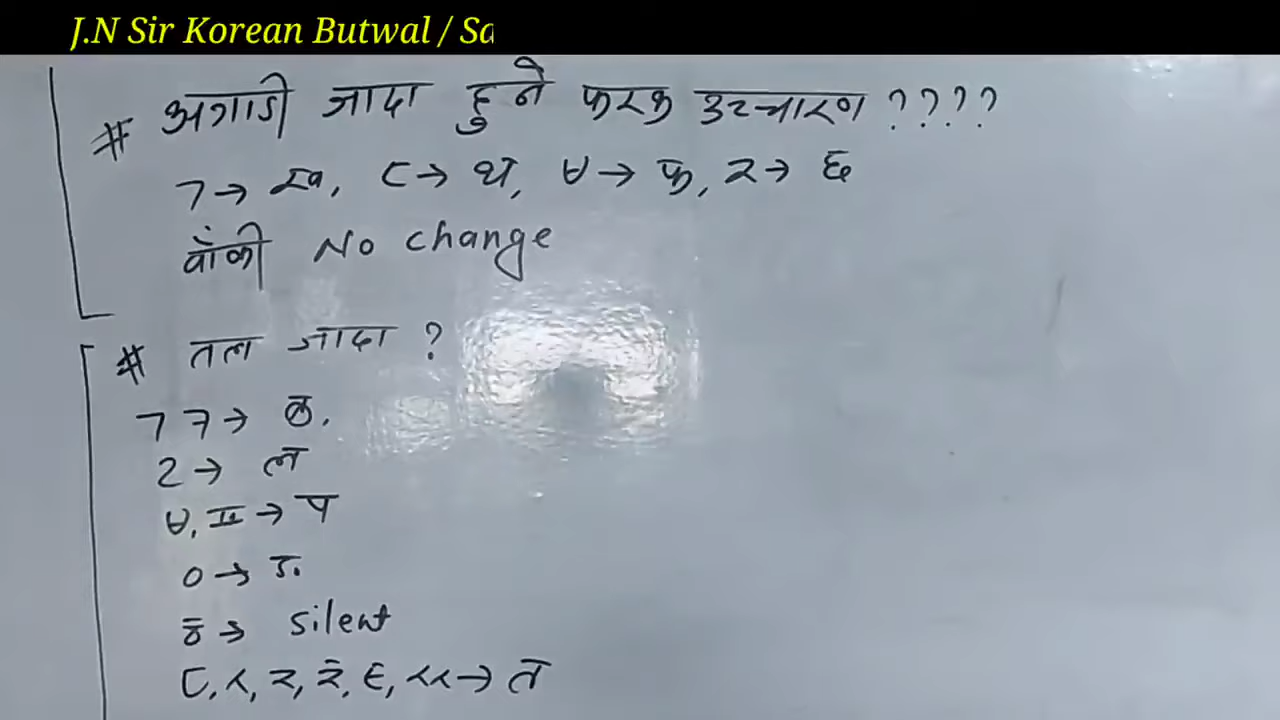 J.N Sir Korean Butwal / Sa
# अगाडी जादा हुने फरक उच्चारण ????
ㄱ→ ख, ㄷ→ थ, ㅂ→ फ, ㅈ→ छ
बाँकी No change
# तल जादा ?
ㄱ ㅋ→ क.
ㄹ→ ल
ㅂ, ㅍ→ प
ㅇ→ ङ
ㅎ→ silent
ㄷ, ㅅ, ㅈ, ㅊ, ㅌ, ㅆ→ त